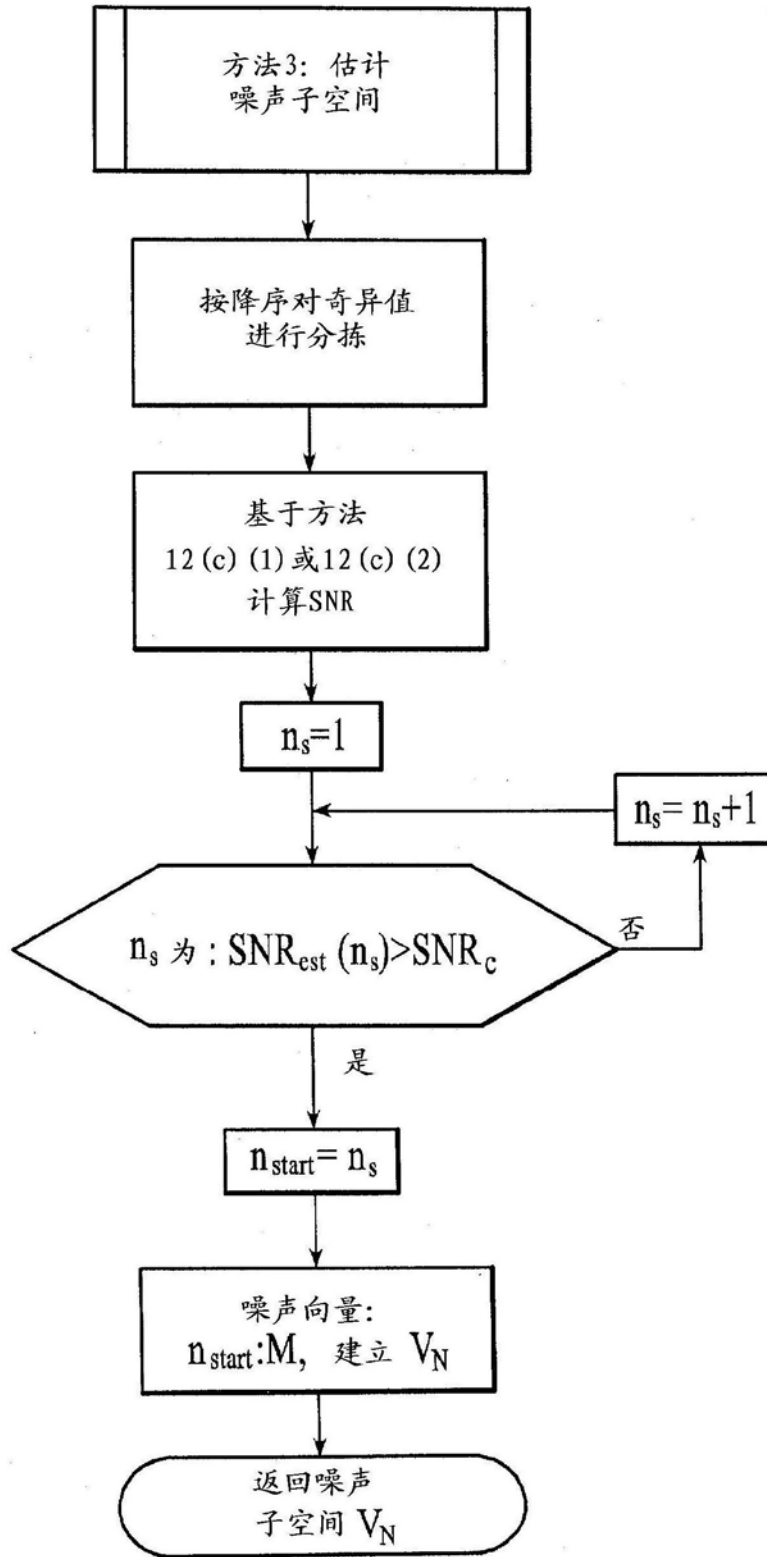 方法3: 估计
噪声子空间
按降序对奇异值
进行分拣
基于方法
12(c)(1)或12(c)(2)
计算SNR
nₛ=1
nₛ= nₛ+1
nₛ 为: SNRest (nₛ)>SNRc
否
是
nstart= nₛ
噪声向量:
nstart:M, 建立 VN
返回噪声
子空间 VN